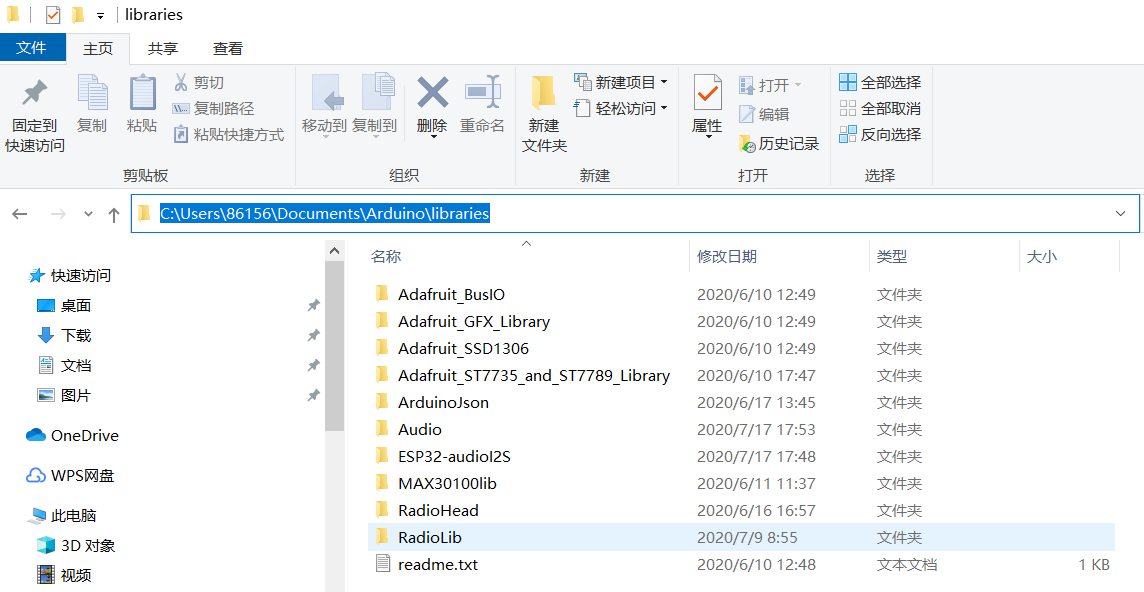 libraries
文件 主页 共享 查看
固定到快速访问 复制 粘贴 剪切 复制路径 粘贴快捷方式 移动到 复制到 删除 重命名 新建文件夹 新建项目 轻松访问 属性 打开 编辑 历史记录 全部选择 全部取消 反向选择
剪贴板 组织 新建 打开 选择
C:\Users\86156\Documents\Arduino\libraries
快速访问
桌面
下载
文档
图片
OneDrive
WPS网盘
此电脑
3D 对象
视频
名称 修改日期 类型 大小
Adafruit_BusIO 2020/6/10 12:49 文件夹
Adafruit_GFX_Library 2020/6/10 12:49 文件夹
Adafruit_SSD1306 2020/6/10 12:49 文件夹
Adafruit_ST7735_and_ST7789_Library 2020/6/10 17:47 文件夹
ArduinoJson 2020/6/17 13:45 文件夹
Audio 2020/7/17 17:53 文件夹
ESP32-audioI2S 2020/7/17 17:48 文件夹
MAX30100lib 2020/6/11 11:37 文件夹
RadioHead 2020/6/16 16:57 文件夹
RadioLib 2020/7/9 8:55 文件夹
readme.txt 2020/6/10 12:48 文本文档 1 KB